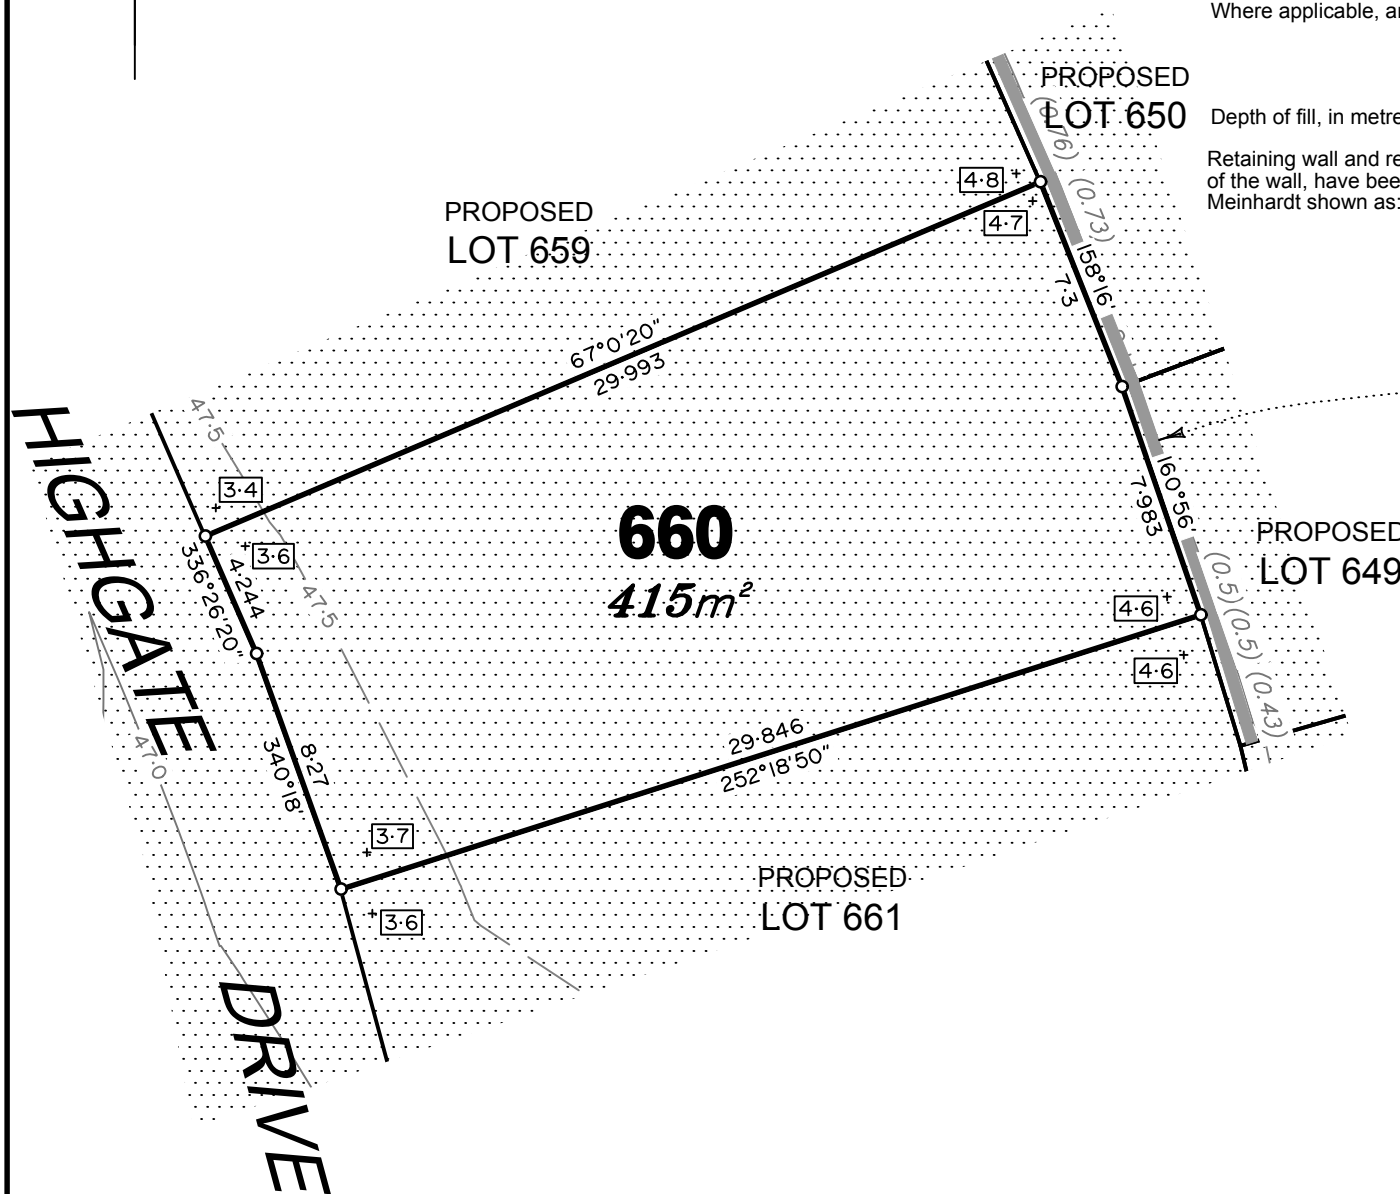 Where applicable, a
PROPOSED
LOT 650
Depth of fill, in metre
Retaining wall and re
of the wall, have bee
Meinhardt shown as:
(0.76)
(0.73)
4·8
4·7
PROPOSED
LOT 659
158°16'
7·3
67°0'20"
29·993
47.5
3·4
3·6
HIGHGATE
DRIVE
336°26'20"
4·244
47.5
660
415m²
160°56'
7·983
PROPOSED
LOT 649
4·6
4·6
(0.5)
(0.5)
(0.43)
29·846
252°18'50"
47.0
340°18'
8·27
3·7
3·6
PROPOSED
LOT 661